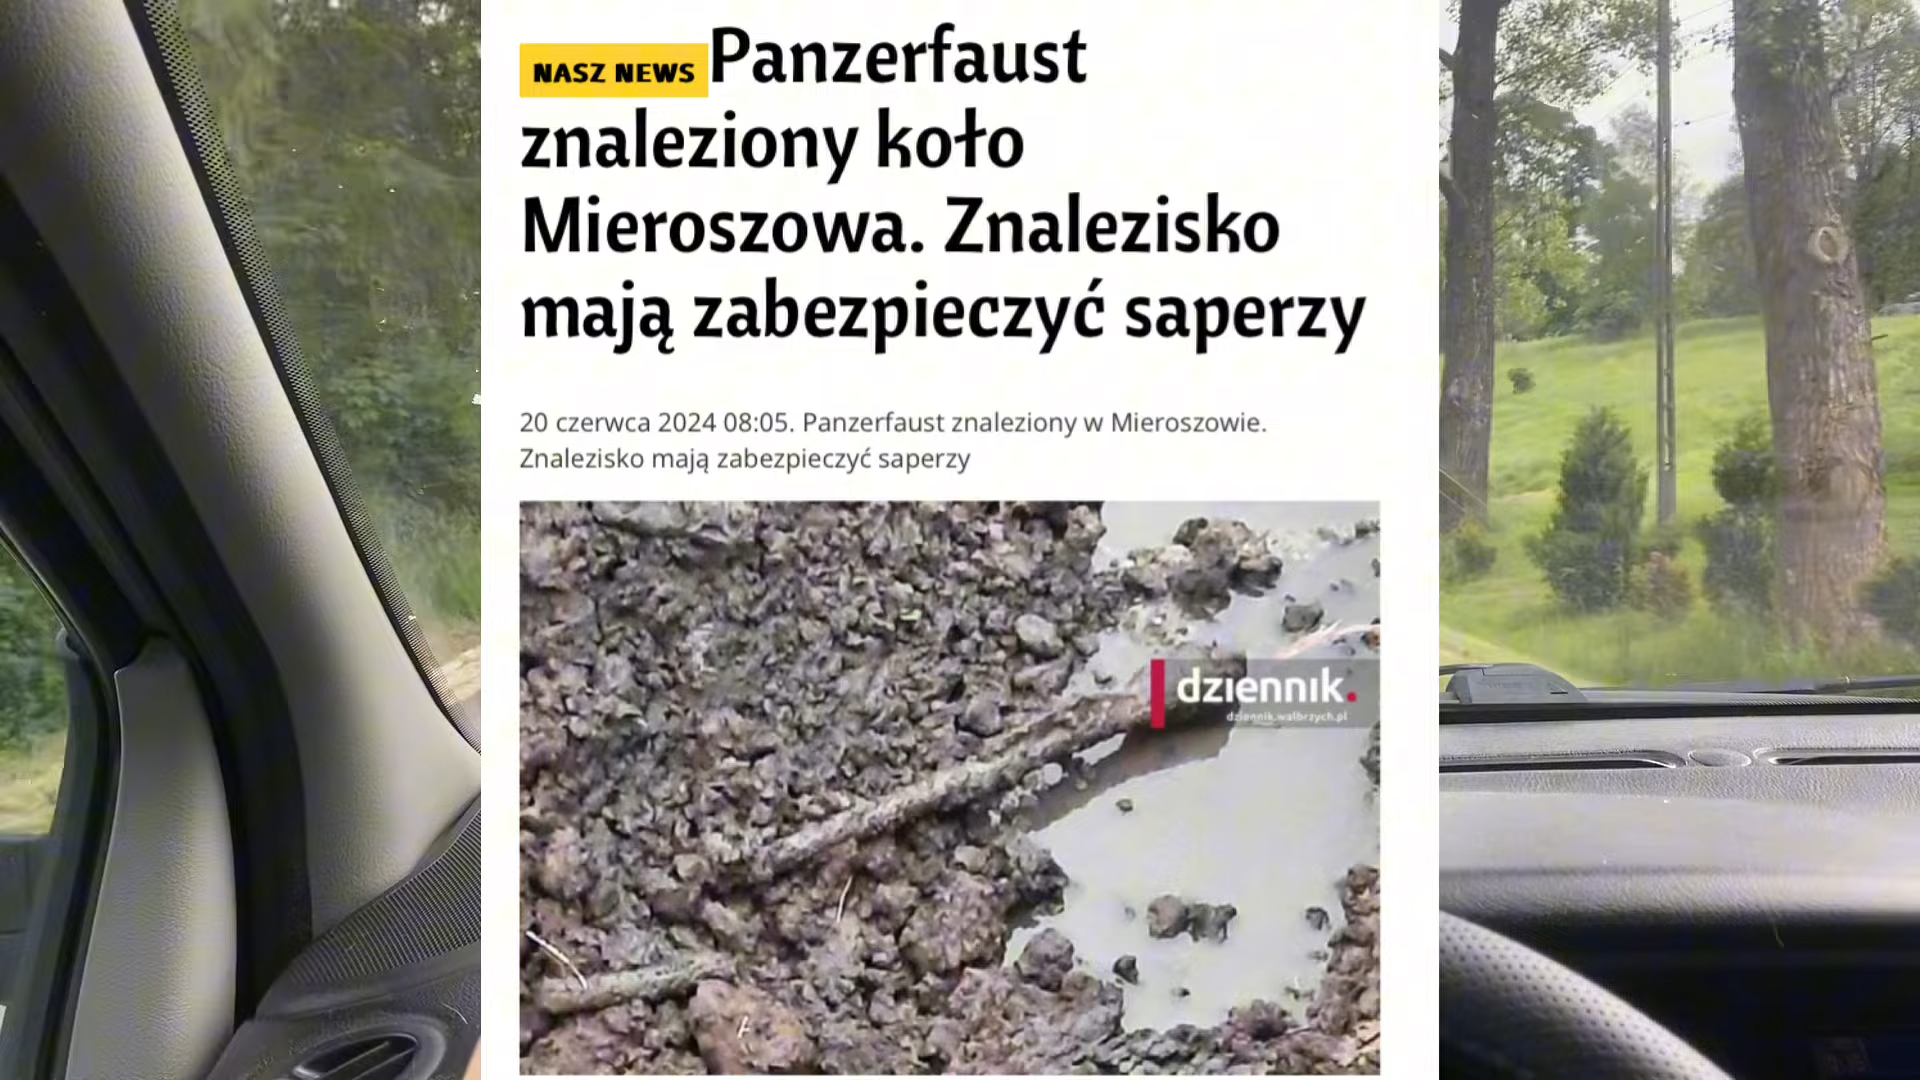 NASZ NEWS Panzerfaust
znaleziony koło
Mieroszowa. Znalezisko
mają zabezpieczyć saperzy
20 czerwca 2024 08:05. Panzerfaust znaleziony w Mieroszowie.
Znalezisko mają zabezpieczyć saperzy
dziennik.
dziennik.walbrzych.pl